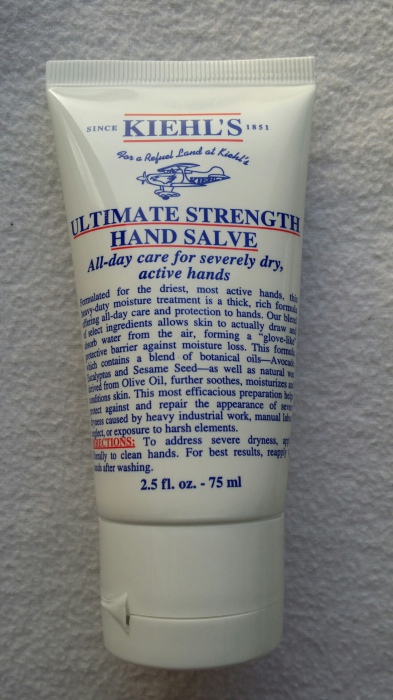 SINCE KIEHL'S 1851
For a Refuel Land at Kiehl's
KIEHL'S
ULTIMATE STRENGTH
HAND SALVE
All-day care for severely dry,
active hands
Formulated for the driest, most active hands, this
heavy-duty moisture treatment is a thick, rich formula
offering all-day care and protection to hands. Our blend
of select ingredients allows skin to actually draw and
absorb water from the air, forming a "glove-like"
protective barrier against moisture loss. This formula,
which contains a blend of botanical oils—Avocado,
Eucalyptus and Sesame Seed—as well as natural wax
derived from Olive Oil, further soothes, moisturizes and
conditions skin. This most efficacious preparation helps
protect against and repair the appearance of severe
dryness caused by heavy industrial work, manual labor,
neglect, or exposure to harsh elements.
DIRECTIONS: To address severe dryness, apply
liberally to clean hands. For best results, reapply
after washing.
2.5 fl. oz. - 75 ml